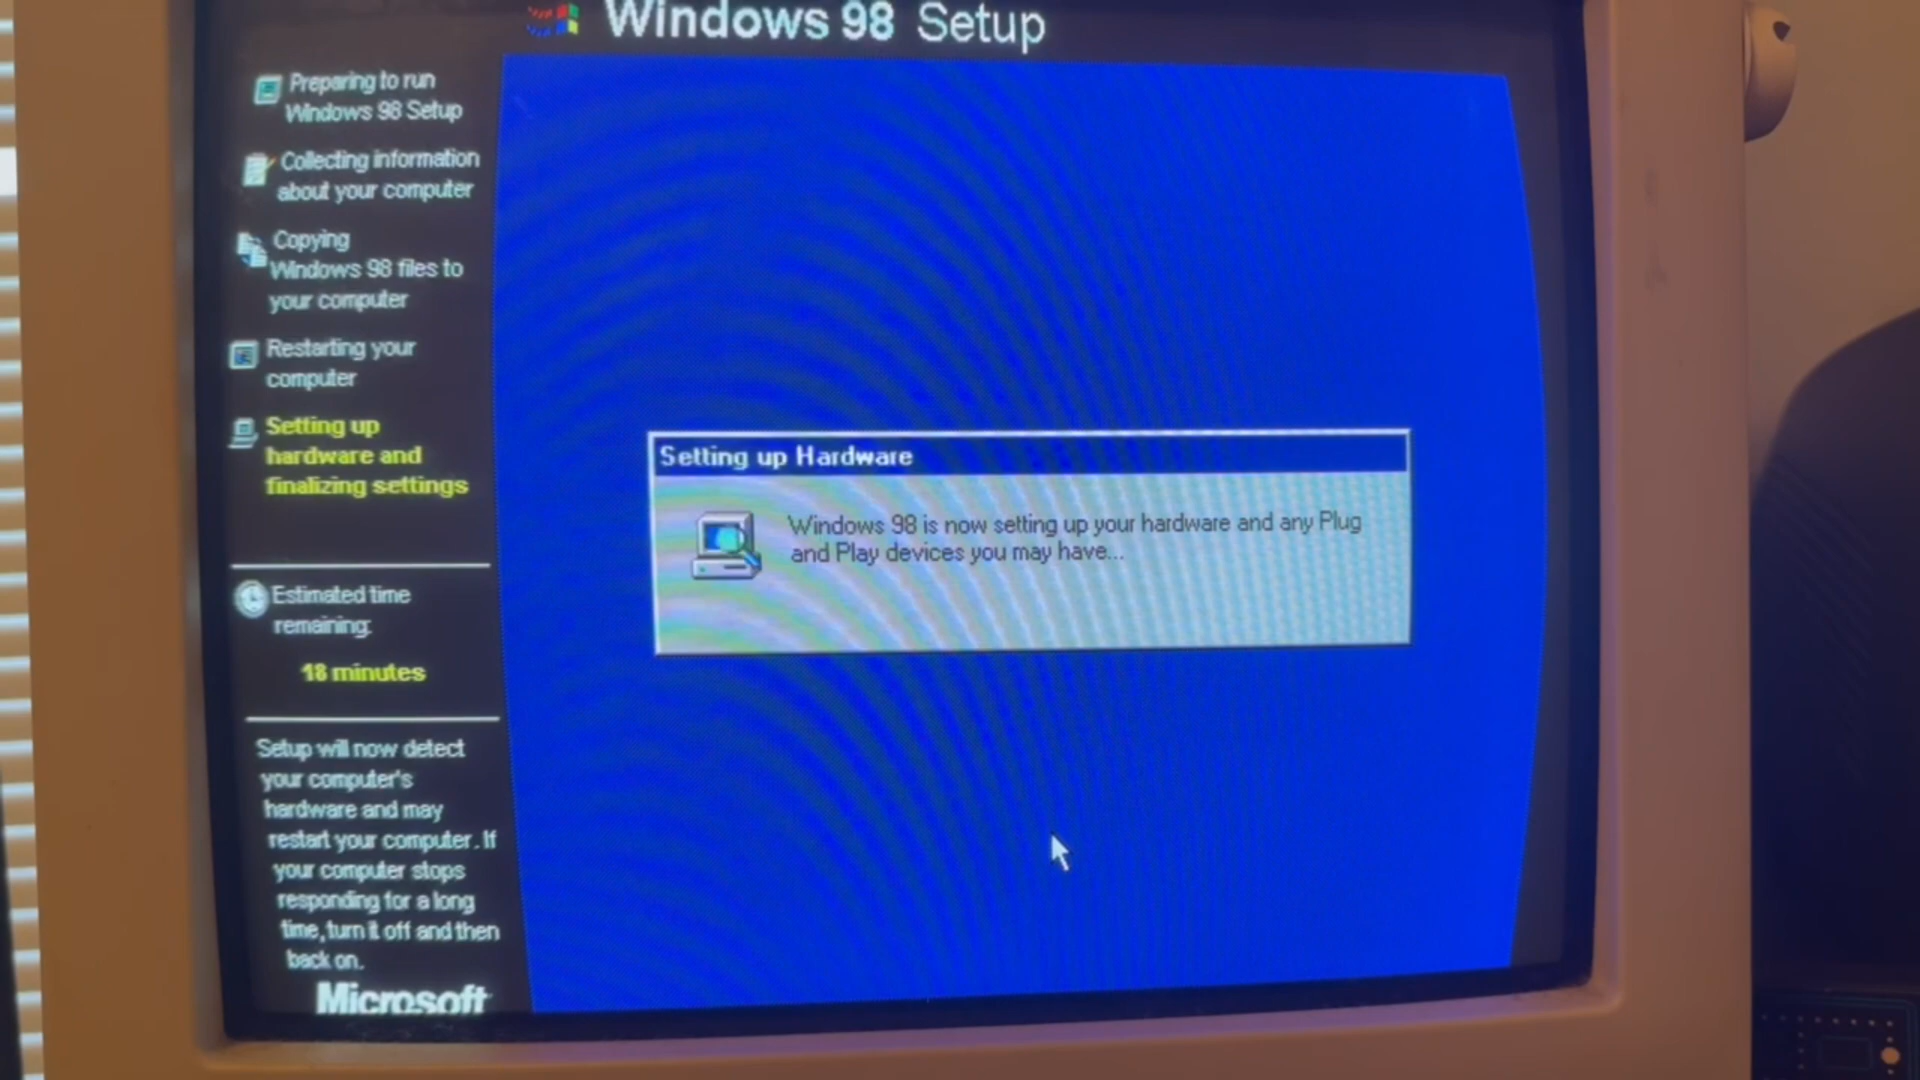 Windows 98 Setup
Preparing to run
Windows 98 Setup
Collecting information
about your computer
Copying
Windows 98 files to
your computer
Restarting your
computer
Setting up
hardware and
finalizing settings
Estimated time
remaining:
18 minutes
Setup will now detect
your computer's
hardware and may
restart your computer. If
your computer stops
responding for a long
time, turn it off and then
back on.
Microsoft
Setting up Hardware
Windows 98 is now setting up your hardware and any Plug
and Play devices you may have...